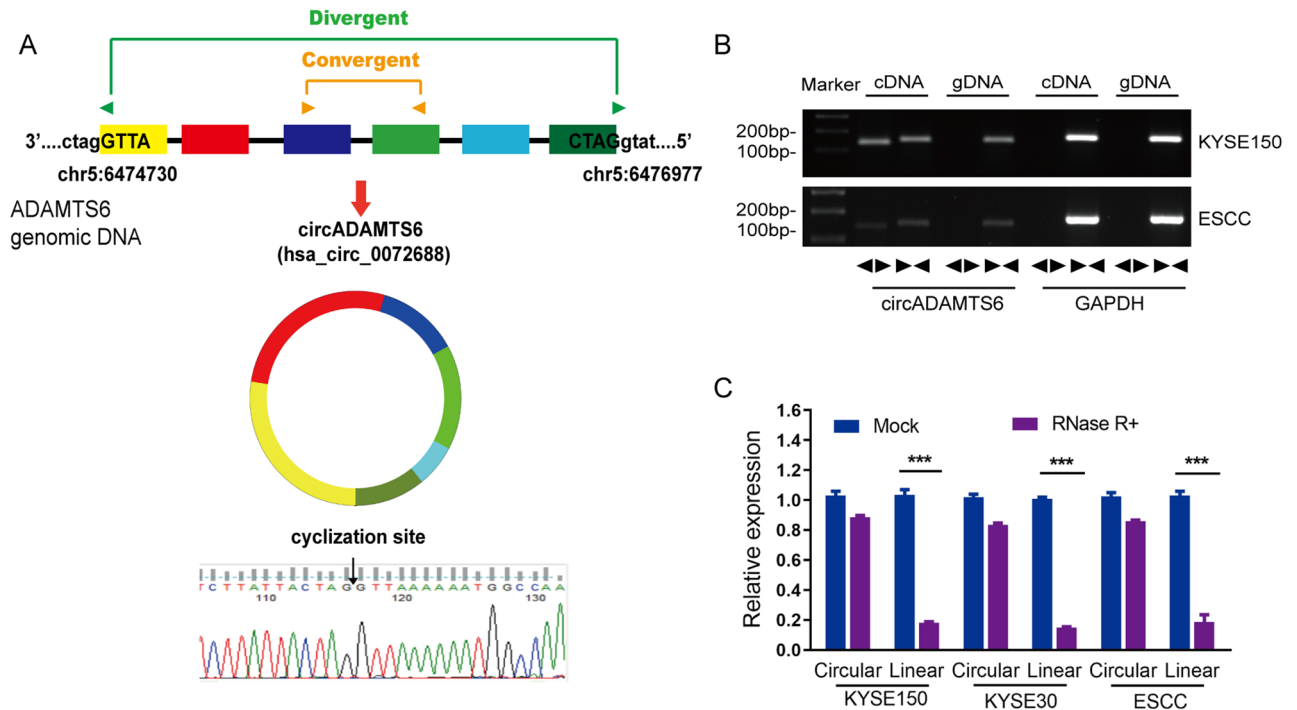 A
Divergent
Convergent
3'....ctagGTTA
CTAGgtat....5'
chr5:6474730
chr5:6476977
ADAMTS6
genomic DNA
circADAMTS6
(hsa_circ_0072688)
cyclization site
TCTTATTACTAGGTTAAAAAATGGCCAA
110 120 130
B
Marker cDNA gDNA cDNA gDNA
200bp-
100bp-
KYSE150
200bp-
100bp-
ESCC
circADAMTS6 GAPDH
C
Relative expression
Mock RNase R+
1.6
1.4
1.2
1.0
0.8
0.6
0.4
0.2
0.0
*** *** ***
Circular Linear Circular Linear Circular Linear
KYSE150 KYSE30 ESCC